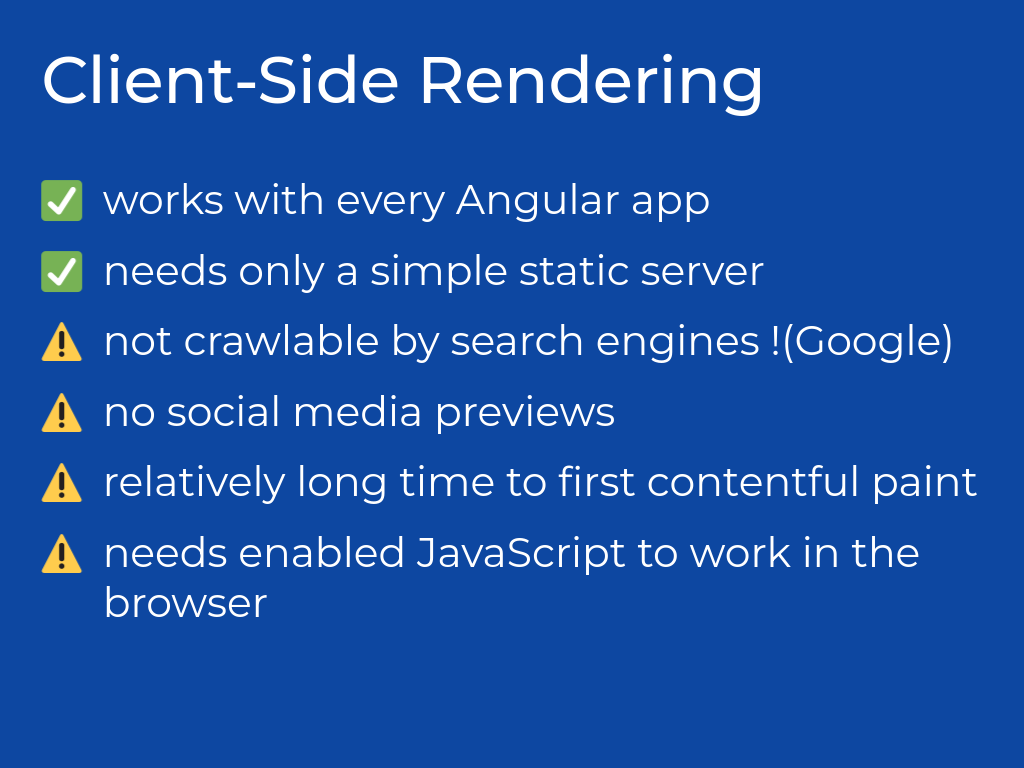 Client-Side Rendering
✅ works with every Angular app
✅ needs only a simple static server
⚠️ not crawlable by search engines !(Google)
⚠️ no social media previews
⚠️ relatively long time to first contentful paint
⚠️ needs enabled JavaScript to work in the
browser